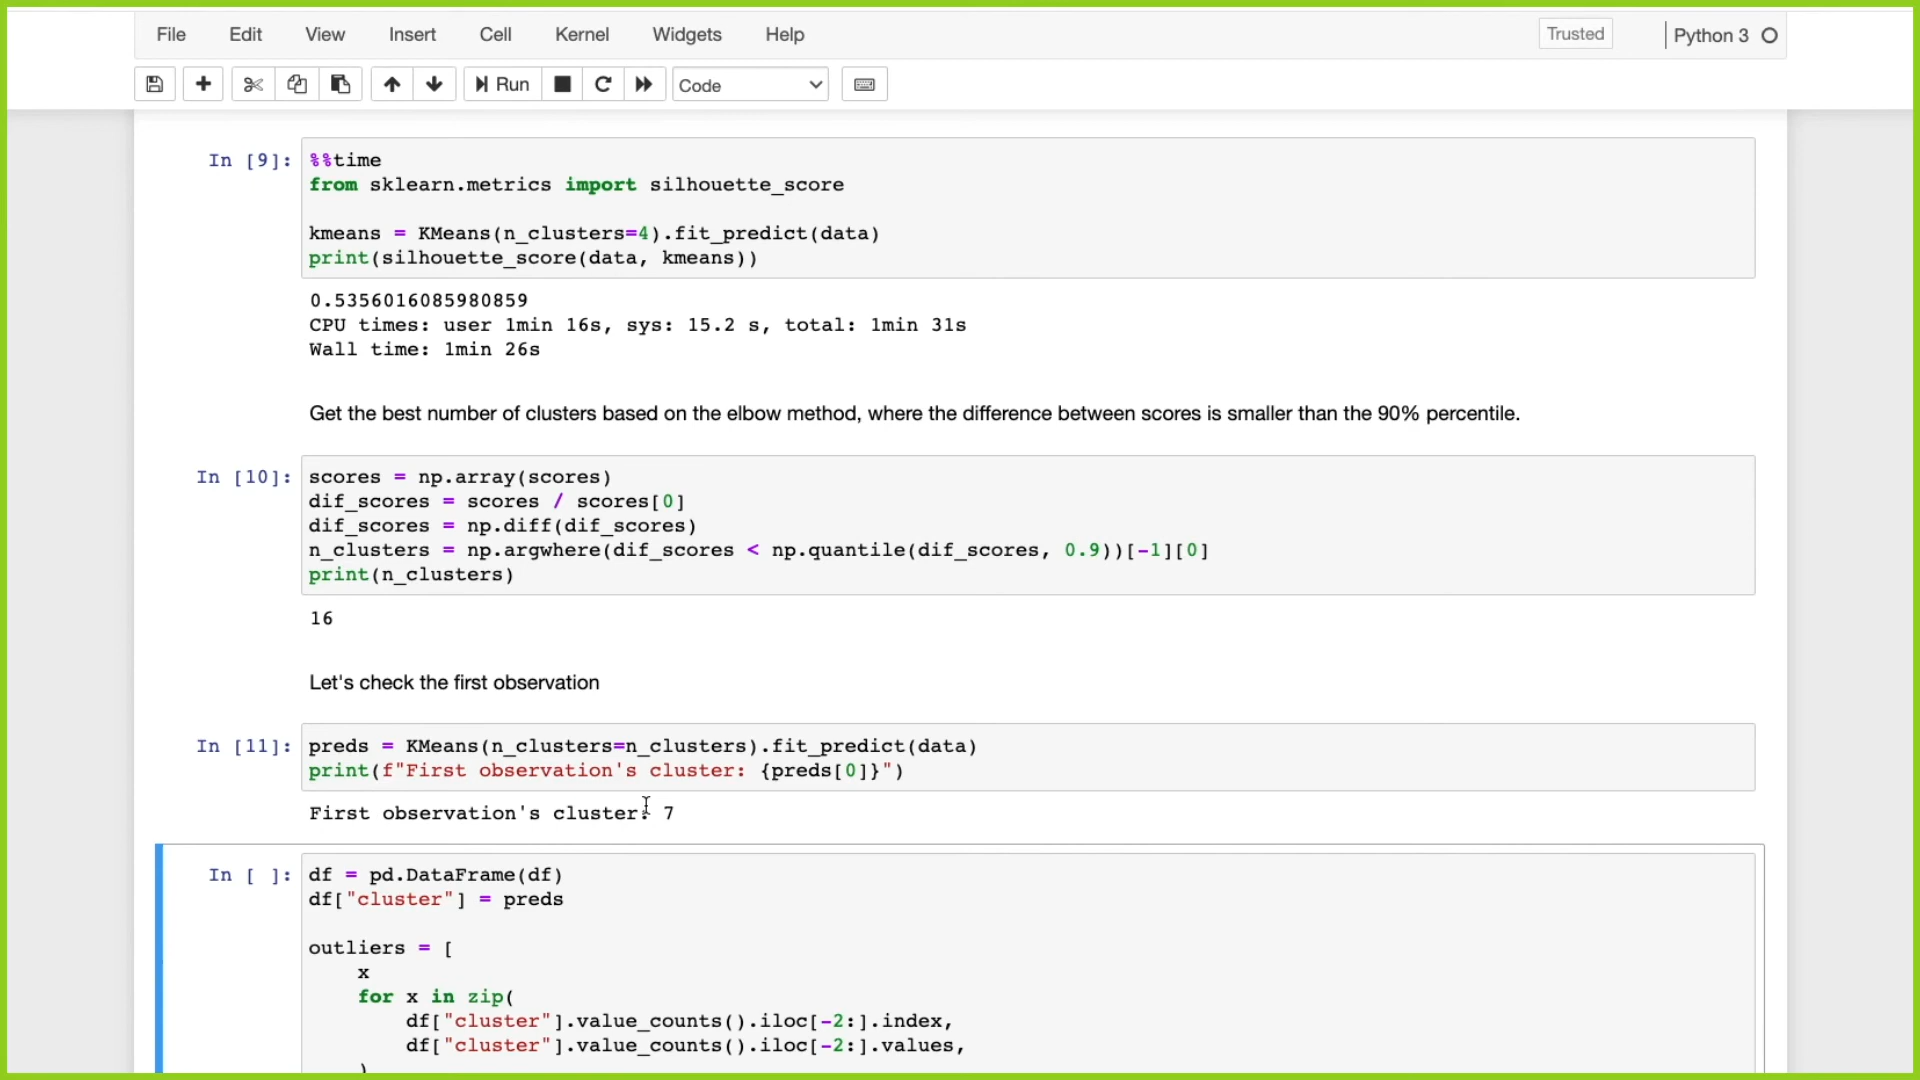 File Edit View Insert Cell Kernel Widgets Help Trusted Python 3
Run Code
In [9]: %%time
from sklearn.metrics import silhouette_score
kmeans = KMeans(n_clusters=4).fit_predict(data)
print(silhouette_score(data, kmeans))
0.5356016085980859
CPU times: user 1min 16s, sys: 15.2 s, total: 1min 31s
Wall time: 1min 26s
Get the best number of clusters based on the elbow method, where the difference between scores is smaller than the 90% percentile.
In [10]: scores = np.array(scores)
dif_scores = scores / scores[0]
dif_scores = np.diff(dif_scores)
n_clusters = np.argwhere(dif_scores < np.quantile(dif_scores, 0.9))[-1][0]
print(n_clusters)
16
Let's check the first observation
In [11]: preds = KMeans(n_clusters=n_clusters).fit_predict(data)
print(f"First observation's cluster: {preds[0]}")
First observation's cluster: 7
In [ ]: df = pd.DataFrame(df)
df["cluster"] = preds
outliers = [
x
for x in zip(
df["cluster"].value_counts().iloc[-2:].index,
df["cluster"].value_counts().iloc[-2:].values,
)